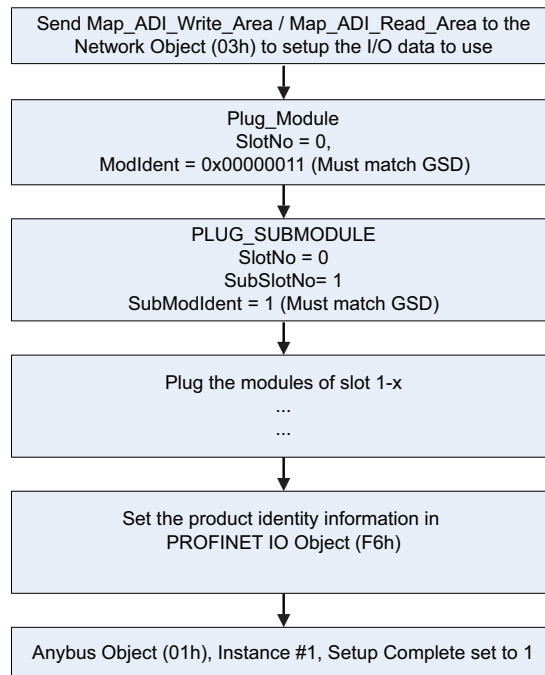 Send Map_ADI_Write_Area / Map_ADI_Read_Area to the
Network Object (03h) to setup the I/O data to use
Plug_Module
SlotNo = 0,
ModIdent = 0x00000011 (Must match GSD)
PLUG_SUBMODULE
SlotNo = 0
SubSlotNo= 1
SubModIdent = 1 (Must match GSD)
Plug the modules of slot 1-x
...
...
Set the product identity information in
PROFINET IO Object (F6h)
Anybus Object (01h), Instance #1, Setup Complete set to 1